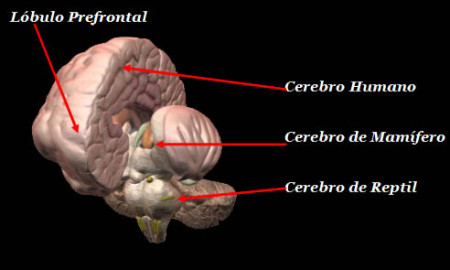 Lóbulo Prefrontal
Cerebro Humano
Cerebro de Mamífero
Cerebro de Reptil